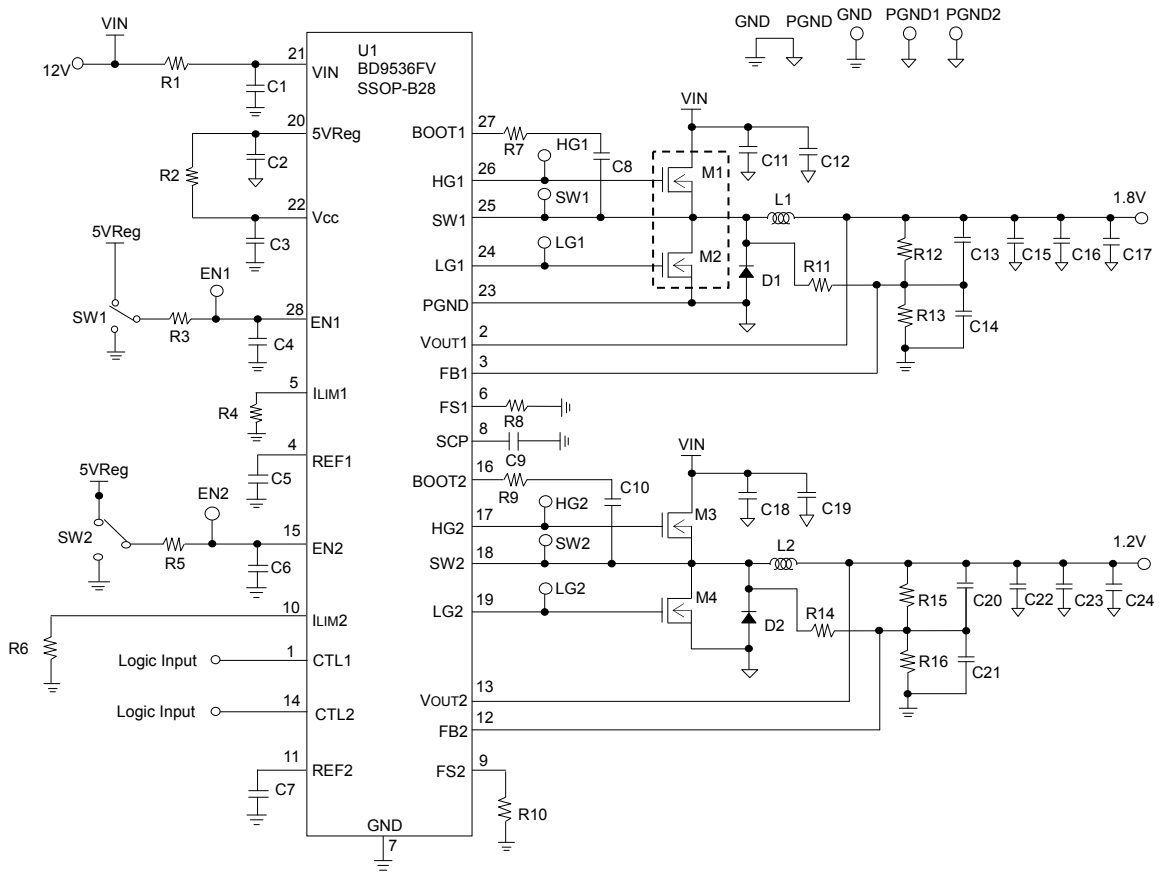 VIN
12V
R1
C1
21
VIN
U1
BD9536FV
SSOP-B28
GND PGND GND PGND1 PGND2
20
5VReg
C2
R2
22
Vcc
C3
5VReg
SW1
R3
EN1
28
EN1
C4
5
ILIM1
R4
4
REF1
C5
5VReg
SW2
R5
EN2
15
EN2
C6
10
ILIM2
R6
Logic Input
1
CTL1
Logic Input
14
CTL2
11
REF2
C7
GND
7
BOOT1
27
R7
C8
HG1
HG1
26
SW1
SW1
25
LG1
LG1
24
PGND
23
VIN
M1
M2
C11
C12
L1
D1
R11
R12
C13
C15
C16
C17
1.8V
R13
C14
VOUT1
2
FB1
3
FS1
6
R8
SCP
8
C9
BOOT2
16
R9
C10
HG2
HG2
17
SW2
SW2
18
LG2
LG2
19
VIN
M3
M4
C18
C19
L2
D2
R14
R15
C20
C22
C23
C24
1.2V
R16
C21
VOUT2
13
FB2
12
FS2
9
R10